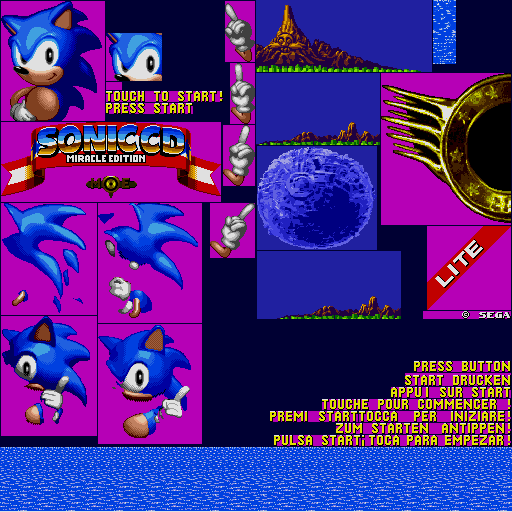 TOUCH TO START!
PRESS START
SONIC CD
MIRACLE EDITION
LITE
© SEGA
PRESS BUTTON
START DRUCKEN
APPUI SUR START
TOUCHE POUR COMMENCER !
PREMI STARTTOCCA PER INIZIARE!
ZUM STARTEN ANTIPPEN!
PULSA START¡TOCA PARA EMPEZAR!